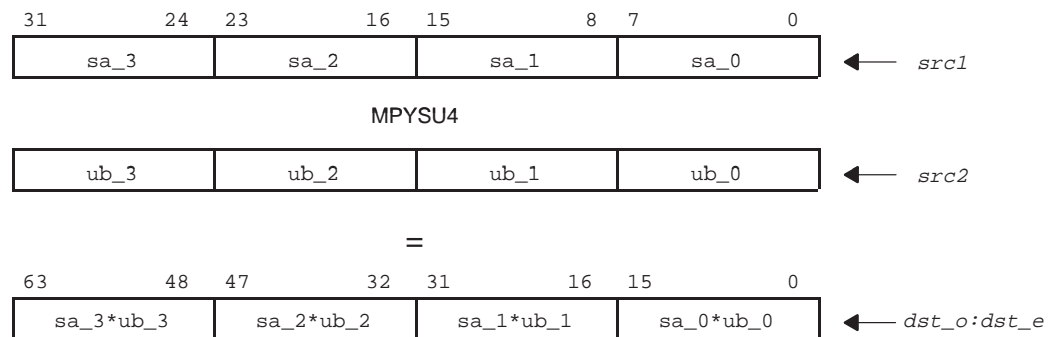 31 24 23 16 15 8 7 0
sa_3 sa_2 sa_1 sa_0 src1
MPYSU4
ub_3 ub_2 ub_1 ub_0 src2
=
63 48 47 32 31 16 15 0
sa_3*ub_3 sa_2*ub_2 sa_1*ub_1 sa_0*ub_0 dst_o:dst_e